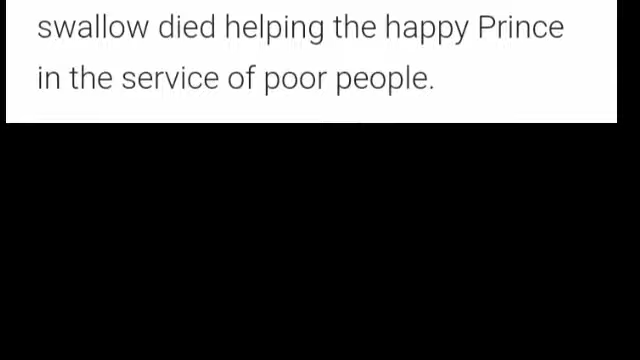 swallow died helping the happy Prince
in the service of poor people.